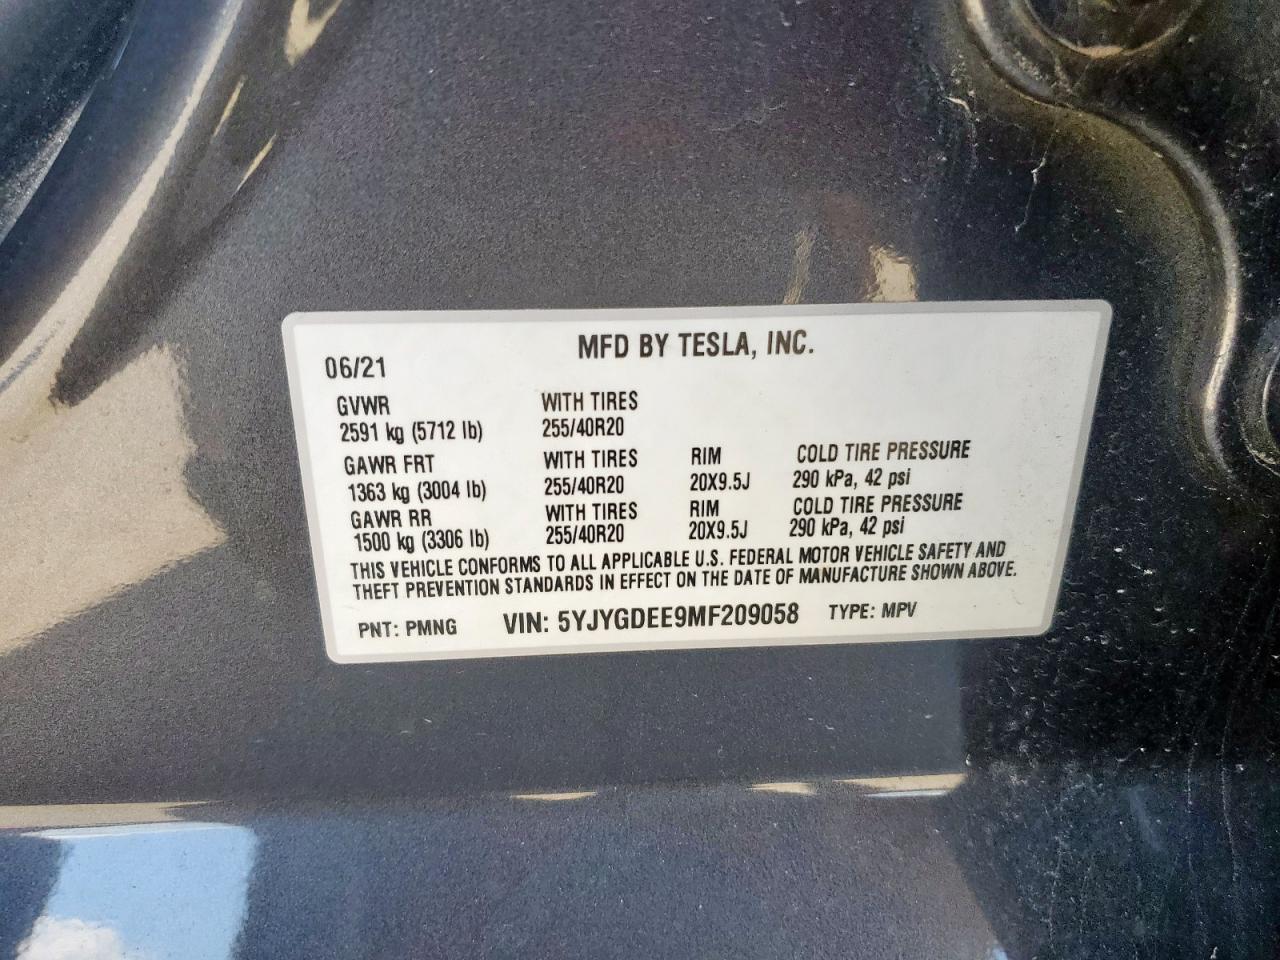 MFD BY TESLA, INC.
06/21
GVWR WITH TIRES
2591 kg (5712 lb) 255/40R20
GAWR FRT WITH TIRES RIM COLD TIRE PRESSURE
1363 kg (3004 lb) 255/40R20 20X9.5J 290 kPa, 42 psi
GAWR RR WITH TIRES RIM COLD TIRE PRESSURE
1500 kg (3306 lb) 255/40R20 20X9.5J 290 kPa, 42 psi
THIS VEHICLE CONFORMS TO ALL APPLICABLE U.S. FEDERAL MOTOR VEHICLE SAFETY AND
THEFT PREVENTION STANDARDS IN EFFECT ON THE DATE OF MANUFACTURE SHOWN ABOVE.
PNT: PMNG VIN: 5YJYGDEE9MF209058 TYPE: MPV